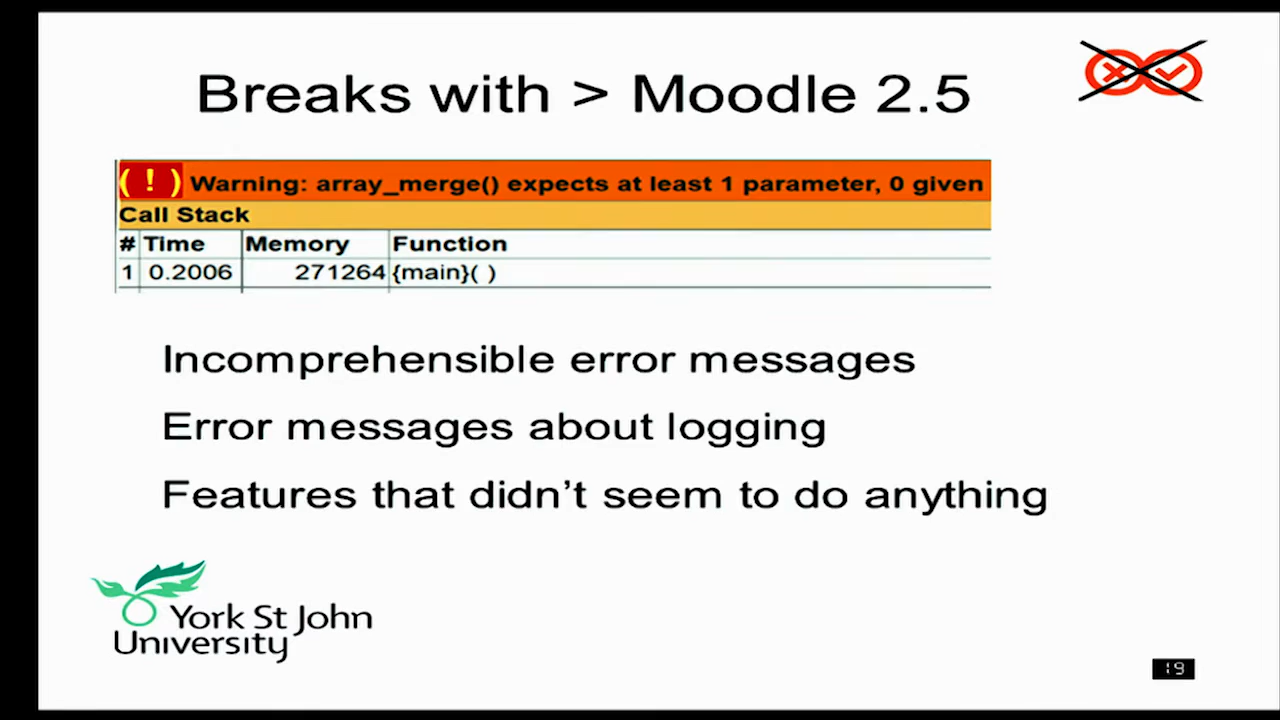 Breaks with > Moodle 2.5
( ! ) Warning: array_merge() expects at least 1 parameter, 0 given
Call Stack
# Time Memory Function
1 0.2006 271264 {main}( )
Incomprehensible error messages
Error messages about logging
Features that didn’t seem to do anything
York St John
University
19